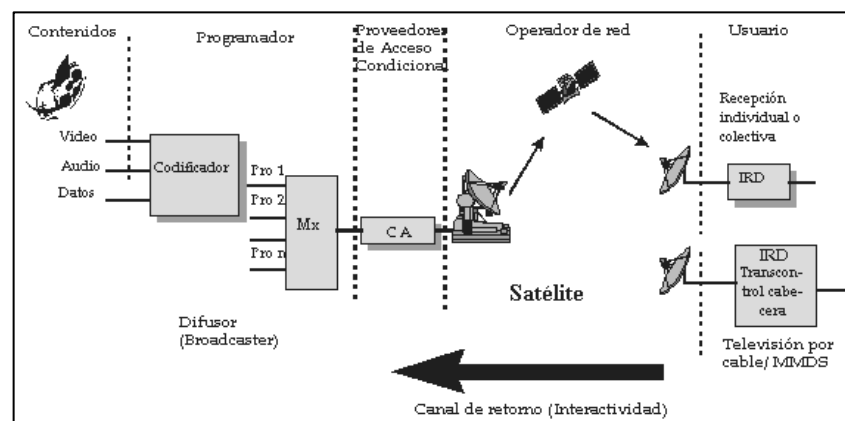 Contenidos
Programador
Proveedores
de Acceso
Condicional
Operador de red
Usuario
Video
Audio
Datos
Codificador
Pro 1
Pro 2
Pro n
Mx
C A
Recepción
individual o
colectiva
IRD
IRD
Transcon-
trol cabe-
cera
Satélite
Difusor
(Broadcaster)
Televisión por
cable/ MMDS
Canal de retorno (Interactividad)